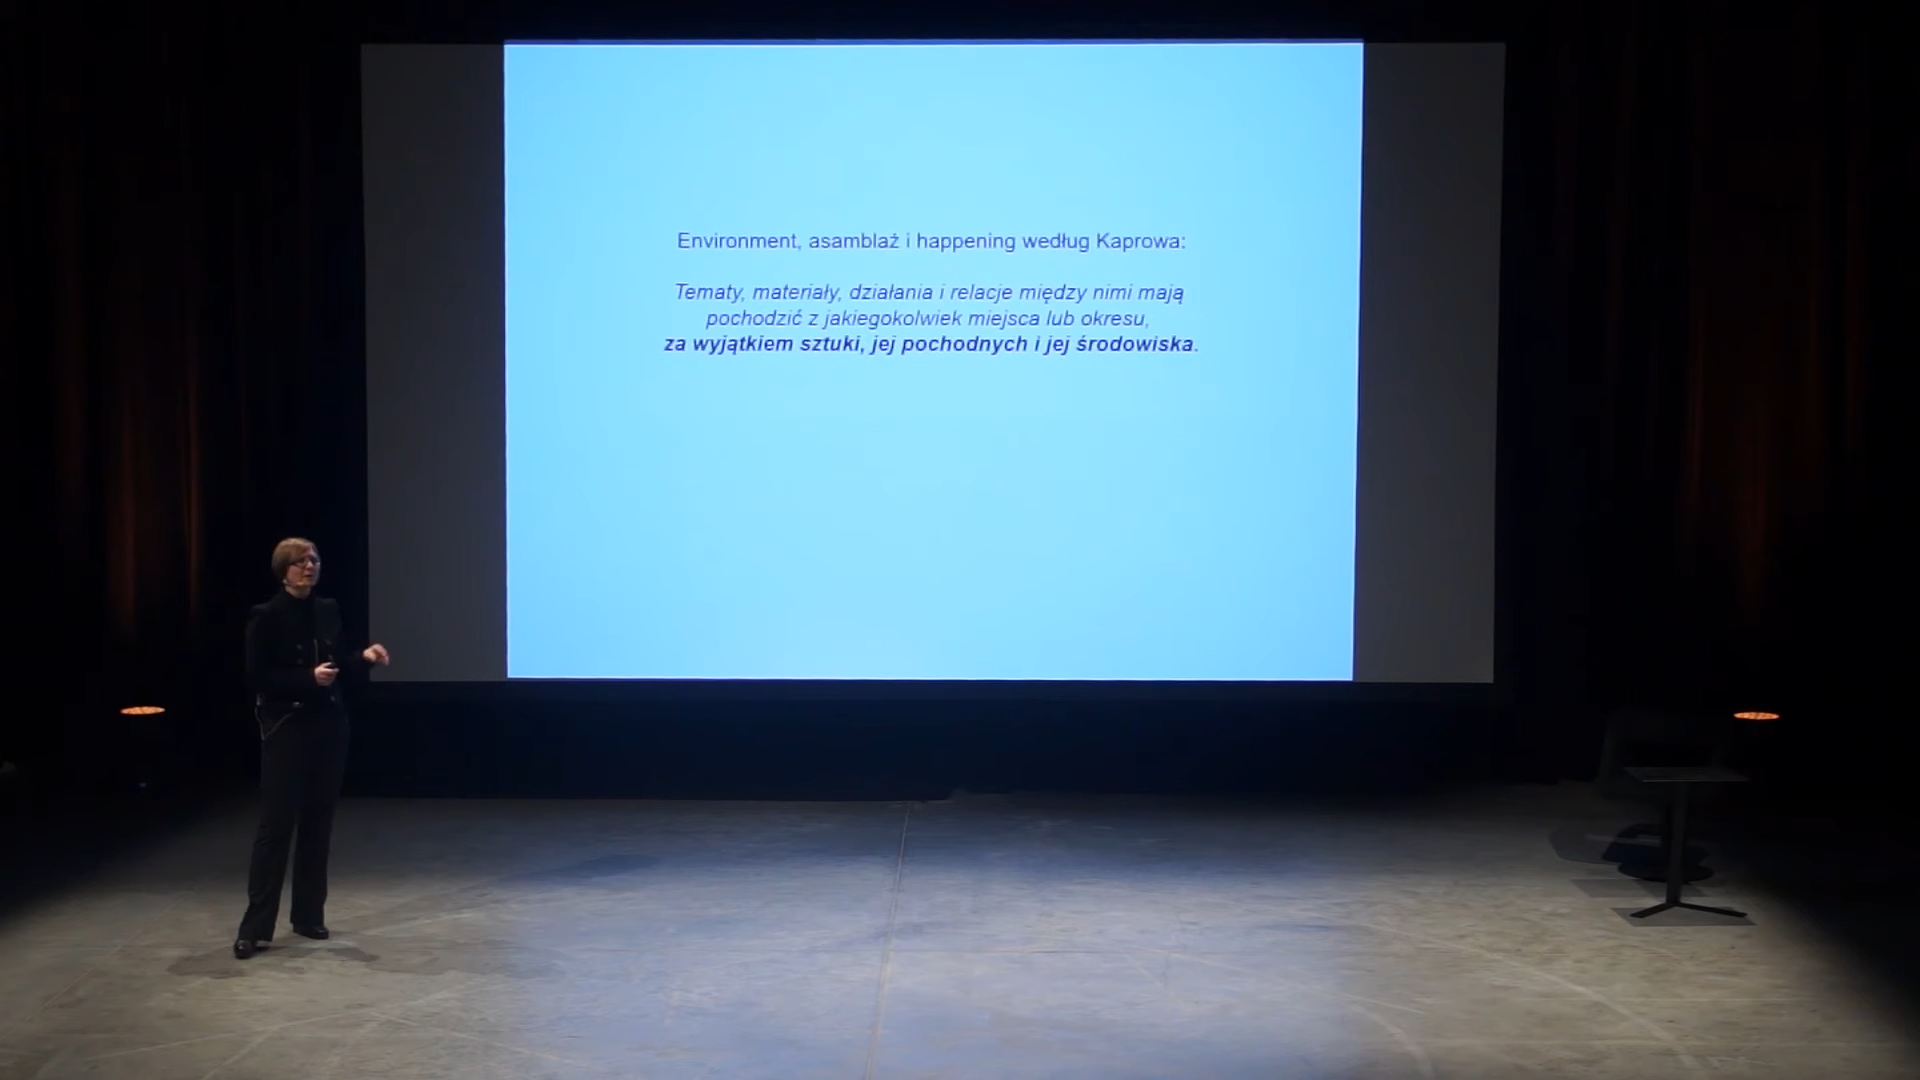 Environment, asamblaż i happening według Kaprowa:
Tematy, materiały, działania i relacje między nimi mają
pochodzić z jakiegokolwiek miejsca lub okresu,
za wyjątkiem sztuki, jej pochodnych i jej środowiska.